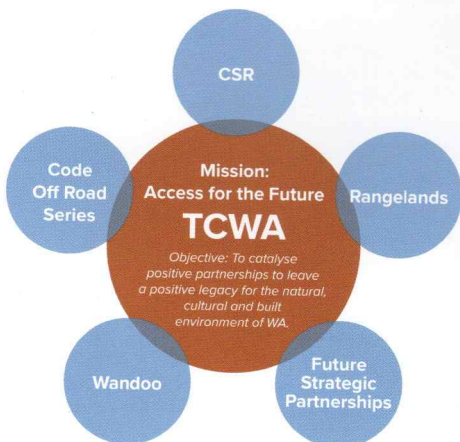 CSR
Code
Off Road
Series
Mission:
Access for the Future
TCWA
Objective: To catalyse
positive partnerships to leave
a positive legacy for the natural,
cultural and built
environment of WA.
Rangelands
Wandoo
Future
Strategic
Partnerships